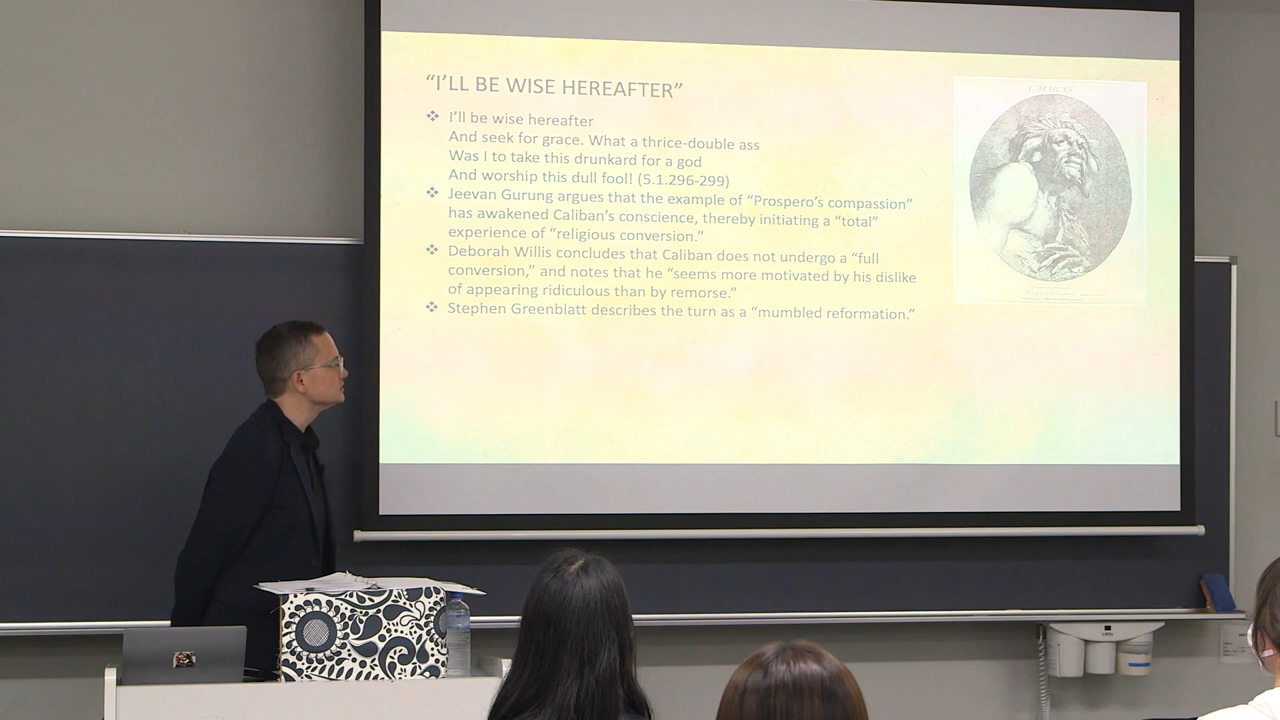 “I’LL BE WISE HEREAFTER”
❖ I’ll be wise hereafter
And seek for grace. What a thrice-double ass
Was I to take this drunkard for a god
And worship this dull fool! (5.1.296-299)
❖ Jeevan Gurung argues that the example of “Prospero’s compassion”
has awakened Caliban’s conscience, thereby initiating a “total”
experience of “religious conversion.”
❖ Deborah Willis concludes that Caliban does not undergo a “full
conversion,” and notes that he “seems more motivated by his dislike
of appearing ridiculous than by remorse.”
❖ Stephen Greenblatt describes the turn as a “mumbled reformation.”
CALIBAN